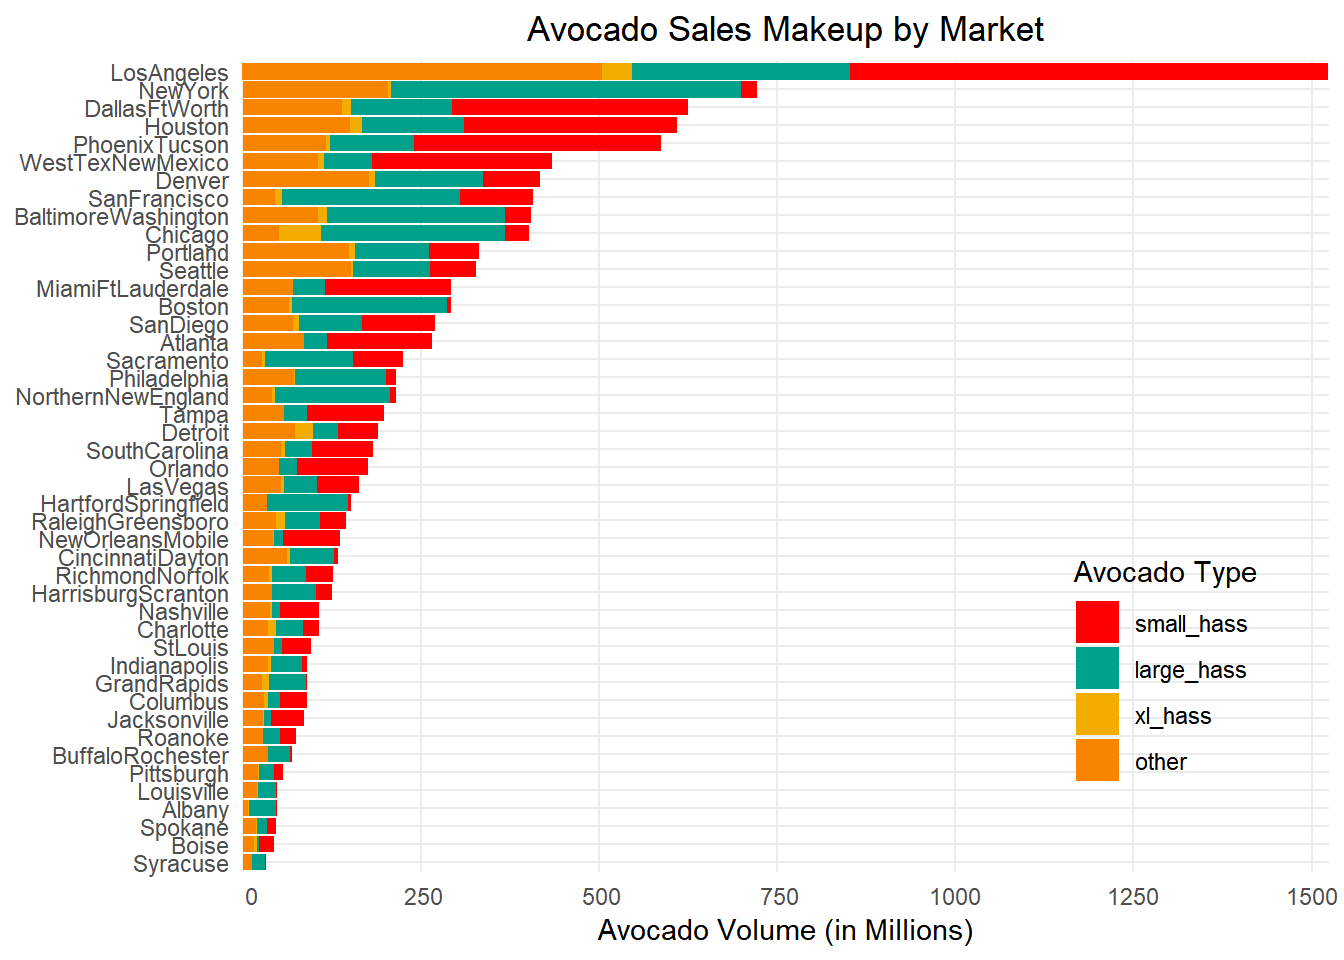 Avocado Sales Makeup by Market
LosAngeles
NewYork
DallasFtWorth
Houston
PhoenixTucson
WestTexNewMexico
Denver
SanFrancisco
BaltimoreWashington
Chicago
Portland
Seattle
MiamiFtLauderdale
Boston
SanDiego
Atlanta
Sacramento
Philadelphia
NorthernNewEngland
Tampa
Detroit
SouthCarolina
Orlando
LasVegas
HartfordSpringfield
RaleighGreensboro
NewOrleansMobile
CincinnatiDayton
RichmondNorfolk
HarrisburgScranton
Nashville
Charlotte
StLouis
Indianapolis
GrandRapids
Columbus
Jacksonville
Roanoke
BuffaloRochester
Pittsburgh
Louisville
Albany
Spokane
Boise
Syracuse
Avocado Type
small_hass
large_hass
xl_hass
other
0 250 500 750 1000 1250 1500
Avocado Volume (in Millions)